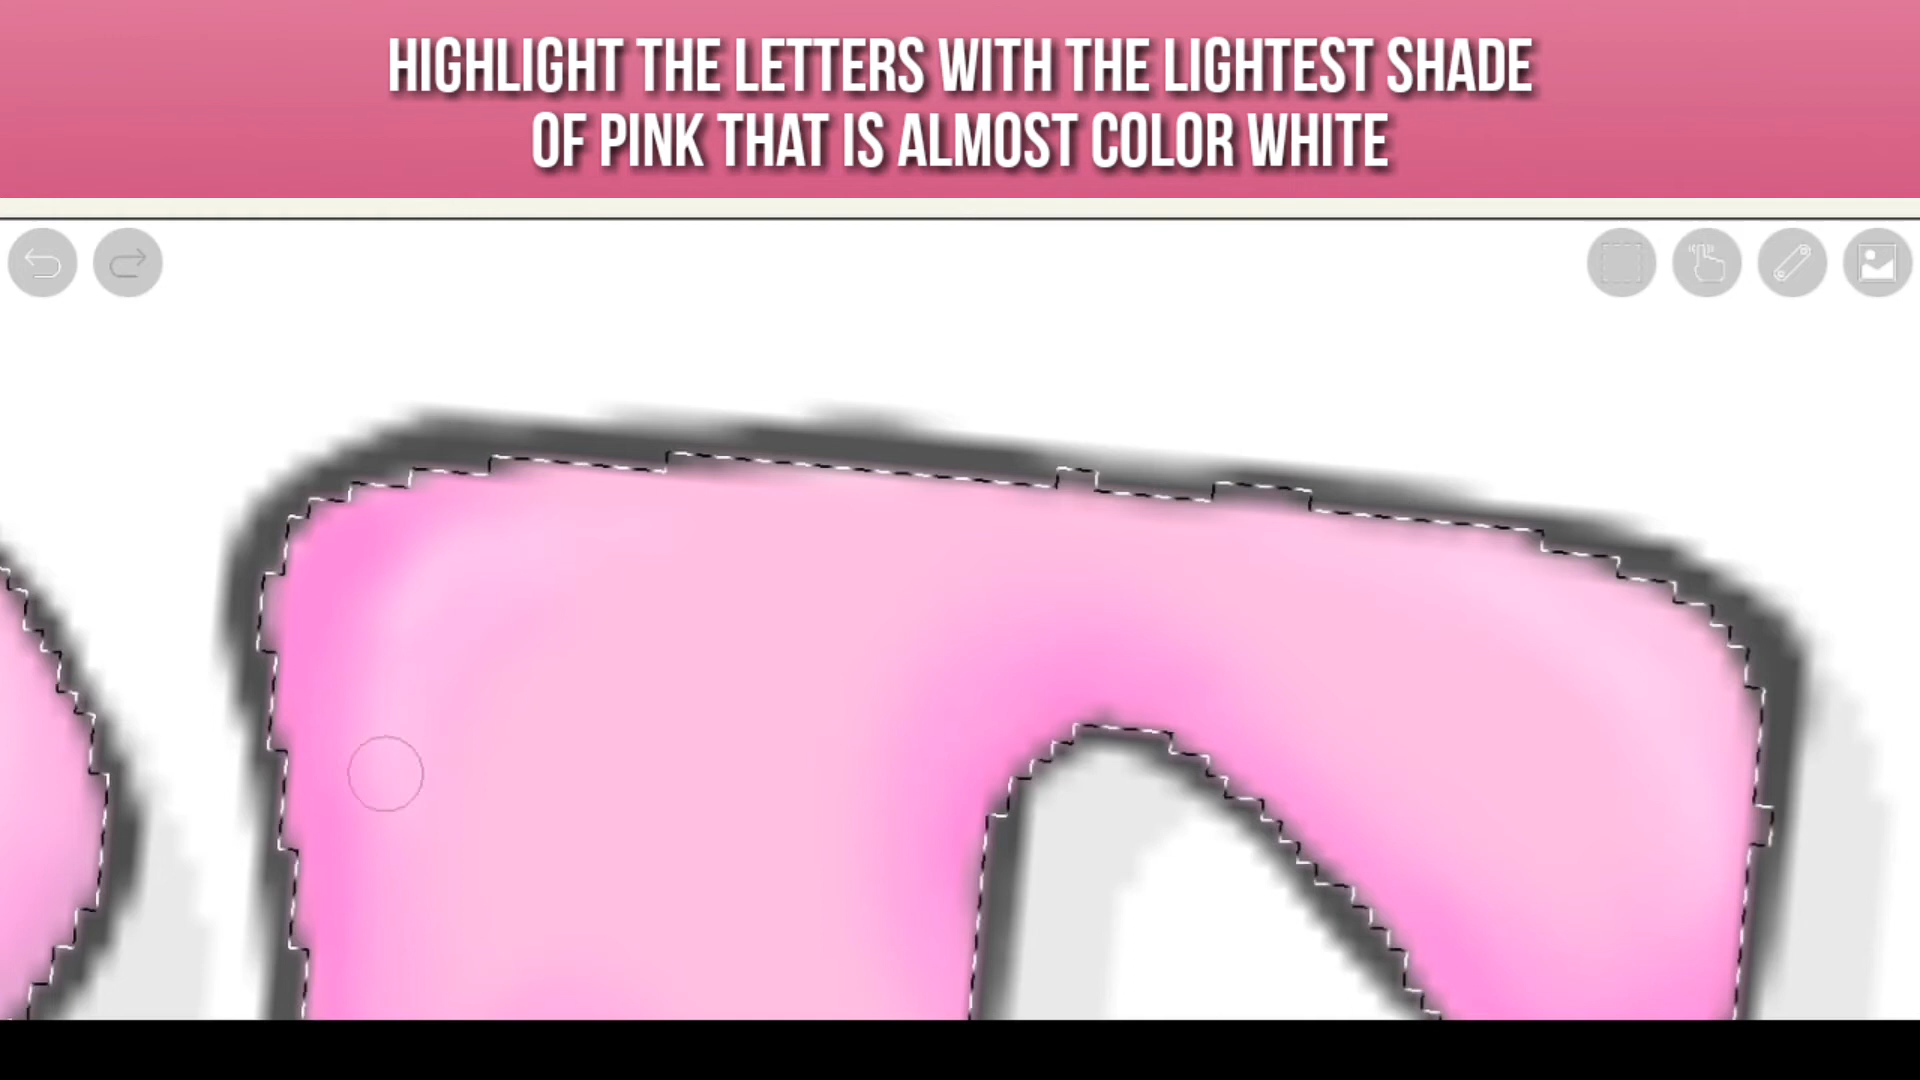 HIGHLIGHT THE LETTERS WITH THE LIGHTEST SHADE
OF PINK THAT IS ALMOST COLOR WHITE